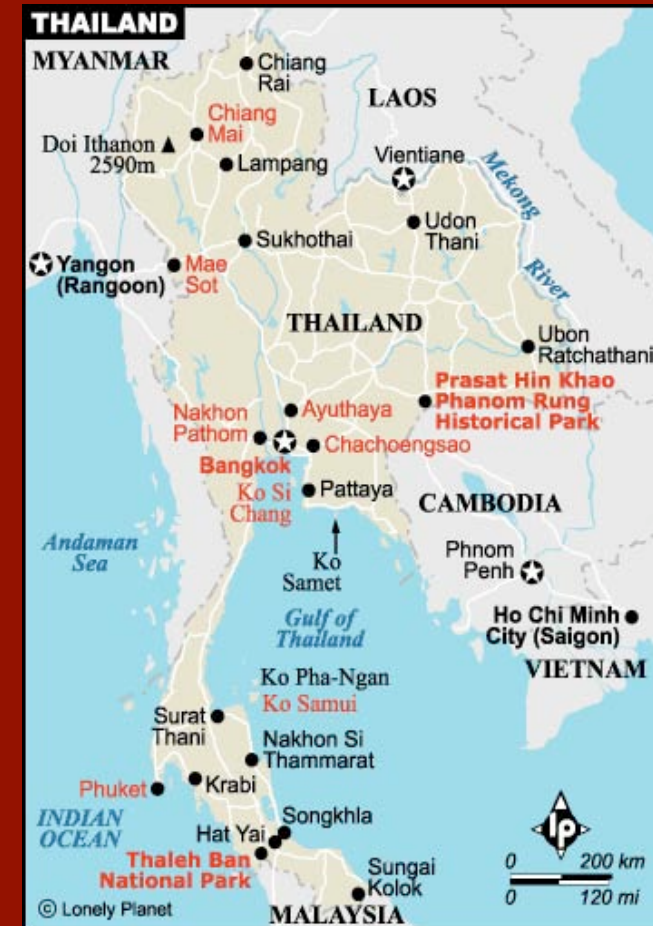 THAILAND
MYANMAR
Chiang
Rai
LAOS
Chiang
Mai
Doi Ithanon
2590m
Lampang
Vientiane
Mekong
River
Udon
Thani
Sukhothai
Yangon
(Rangoon)
Mae
Sot
THAILAND
Ubon
Ratchathani
Prasat Hin Khao
Phanom Rung
Historical Park
Nakhon
Pathom
Ayuthaya
Bangkok
Chachoengsao
Ko Si
Chang
Pattaya
CAMBODIA
Andaman
Sea
Ko
Samet
Phnom
Penh
Gulf of
Thailand
Ho Chi Minh
City (Saigon)
VIETNAM
Ko Pha-Ngan
Ko Samui
Surat
Thani
Nakhon Si
Thammarat
Phuket
Krabi
INDIAN
OCEAN
Songkhla
Hat Yai
Thaleh Ban
National Park
Sungai
Kolok
lp
0 200 km
0 120 mi
© Lonely Planet
MALAYSIA